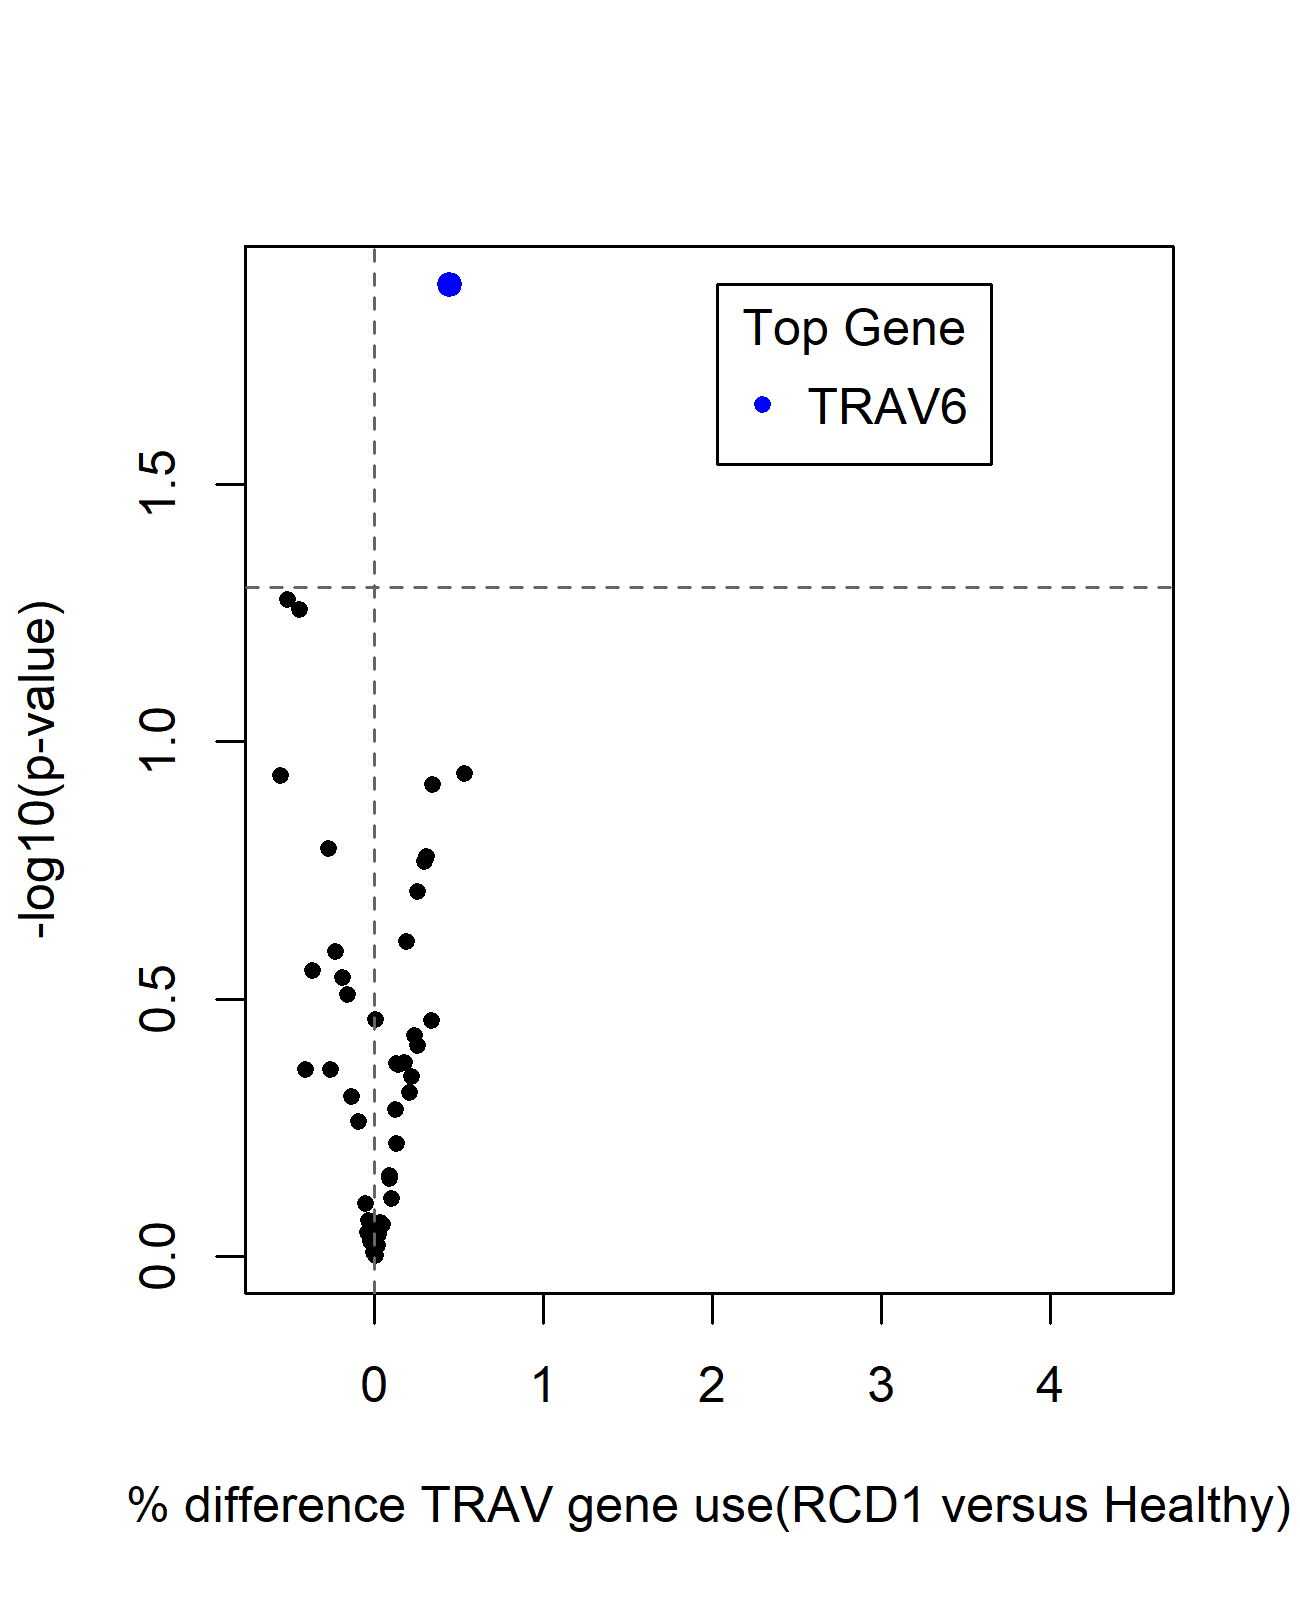 Top Gene
TRAV6
1.5
1.0
0.5
0.0
-log10(p-value)
0 1 2 3 4
% difference TRAV gene use(RCD1 versus Healthy)